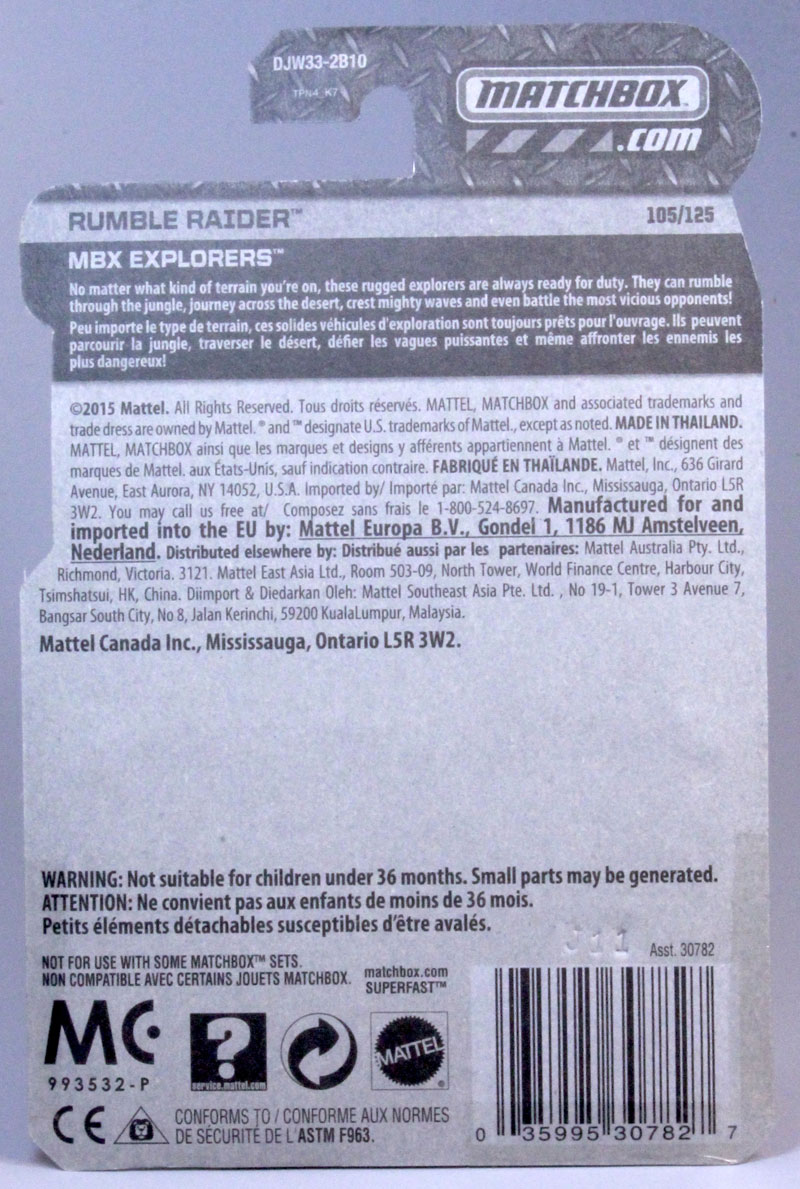 DJW33-2B10
TPN4_K7
MATCHBOX
.com
RUMBLE RAIDER™
105/125
MBX EXPLORERS™
No matter what kind of terrain you're on, these rugged explorers are always ready for duty. They can rumble
through the jungle, journey across the desert, crest mighty waves and even battle the most vicious opponents!
Peu importe le type de terrain, ces solides véhicules d'exploration sont toujours prêts pour l'ouvrage. Ils peuvent
parcourir la jungle, traverser le désert, défier les vagues puissantes et même affronter les ennemis les
plus dangereux!
©2015 Mattel. All Rights Reserved. Tous droits réservés. MATTEL, MATCHBOX and associated trademarks and
trade dress are owned by Mattel. ® and ™ designate U.S. trademarks of Mattel., except as noted. MADE IN THAILAND.
MATTEL, MATCHBOX ainsi que les marques et designs y afférents appartiennent à Mattel. ® et ™ désignent des
marques de Mattel. aux États-Unis, sauf indication contraire. FABRIQUÉ EN THAÏLANDE. Mattel, Inc., 636 Girard
Avenue, East Aurora, NY 14052, U.S.A. Imported by/ Importé par: Mattel Canada Inc., Mississauga, Ontario L5R
3W2. You may call us free at/ Composez sans frais le 1-800-524-8697. Manufactured for and
imported into the EU by: Mattel Europa B.V., Gondel 1, 1186 MJ Amstelveen,
Nederland. Distributed elsewhere by: Distribué aussi par les partenaires: Mattel Australia Pty. Ltd.,
Richmond, Victoria. 3121. Mattel East Asia Ltd., Room 503-09, North Tower, World Finance Centre, Harbour City,
Tsimshatsui, HK, China. Diimport & Diedarkan Oleh: Mattel Southeast Asia Pte. Ltd. , No 19-1, Tower 3 Avenue 7,
Bangsar South City, No 8, Jalan Kerinchi, 59200 KualaLumpur, Malaysia.
Mattel Canada Inc., Mississauga, Ontario L5R 3W2.
WARNING: Not suitable for children under 36 months. Small parts may be generated.
ATTENTION: Ne convient pas aux enfants de moins de 36 mois.
Petits éléments détachables susceptibles d'être avalés.
J11
Asst. 30782
NOT FOR USE WITH SOME MATCHBOX™ SETS.
NON COMPATIBLE AVEC CERTAINS JOUETS MATCHBOX.
matchbox.com
SUPERFAST™
MC
993532-P
?
service.mattel.com
MATTEL
®
CE
CONFORMS TO / CONFORME AUX NORMES
DE SÉCURITÉ DE L'ASTM F963.
0 35995 30782 7